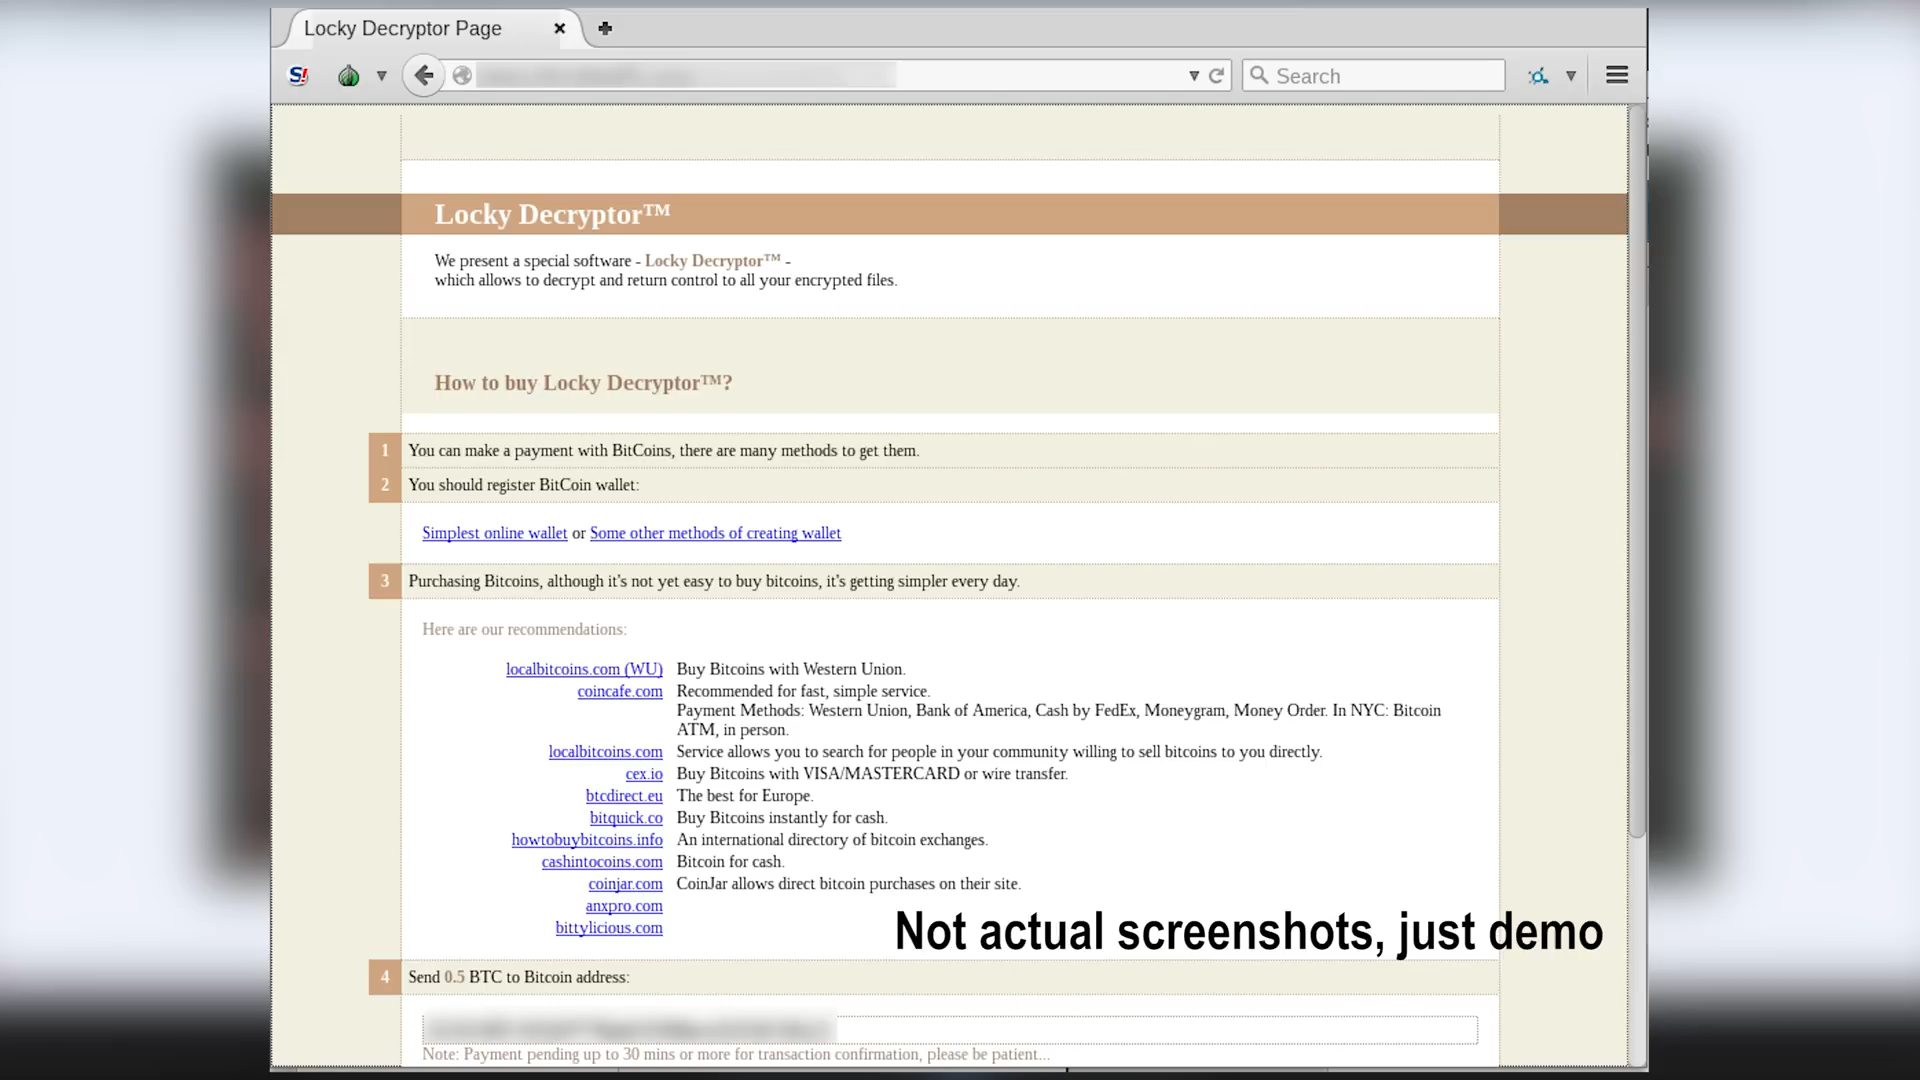 Locky Decryptor Page
S!
Search
Locky Decryptor™
We present a special software - Locky Decryptor™ -
which allows to decrypt and return control to all your encrypted files.
How to buy Locky Decryptor™?
1 You can make a payment with BitCoins, there are many methods to get them.
2 You should register BitCoin wallet:
Simplest online wallet or Some other methods of creating wallet
3 Purchasing Bitcoins, although it's not yet easy to buy bitcoins, it's getting simpler every day.
Here are our recommendations:
localbitcoins.com (WU) Buy Bitcoins with Western Union.
coincafe.com Recommended for fast, simple service.
Payment Methods: Western Union, Bank of America, Cash by FedEx, Moneygram, Money Order. In NYC: Bitcoin
ATM, in person.
localbitcoins.com Service allows you to search for people in your community willing to sell bitcoins to you directly.
cex.io Buy Bitcoins with VISA/MASTERCARD or wire transfer.
btcdirect.eu The best for Europe.
bitquick.co Buy Bitcoins instantly for cash.
howtobuybitcoins.info An international directory of bitcoin exchanges.
cashintocoins.com Bitcoin for cash.
coinjar.com CoinJar allows direct bitcoin purchases on their site.
anxpro.com
bittylicious.com
Not actual screenshots, just demo
4 Send 0.5 BTC to Bitcoin address:
Note: Payment pending up to 30 mins or more for transaction confirmation, please be patient...